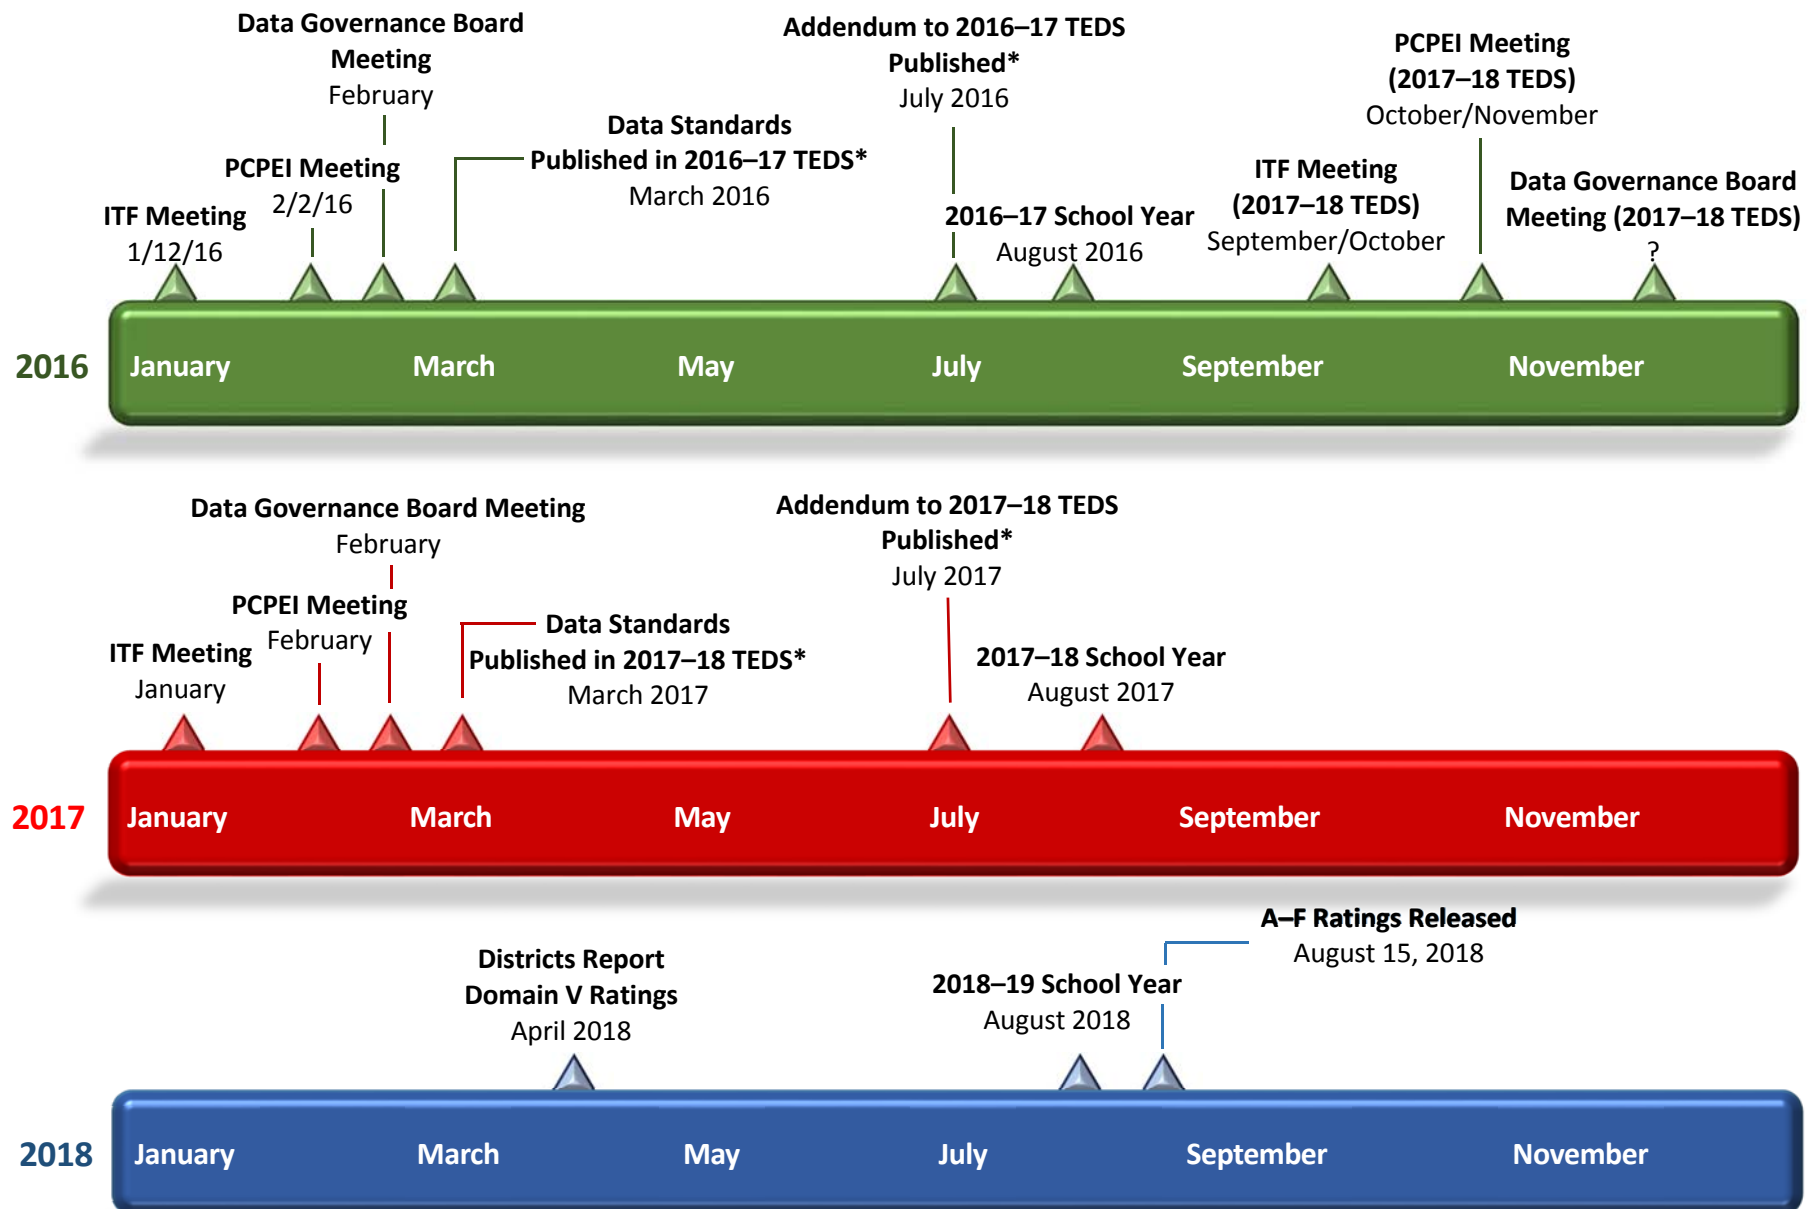 Data Governance Board
Meeting
February
Addendum to 2016–17 TEDS
Published*
July 2016
PCPEI Meeting
(2017–18 TEDS)
October/November
Data Standards
Published in 2016–17 TEDS*
March 2016
PCPEI Meeting
2/2/16
ITF Meeting
1/12/16
2016–17 School Year
August 2016
ITF Meeting
(2017–18 TEDS)
September/October
Data Governance Board
Meeting (2017–18 TEDS)
?
2016
January
March
May
July
September
November
Data Governance Board Meeting
February
Addendum to 2017–18 TEDS
Published*
July 2017
PCPEI Meeting
February
ITF Meeting
January
Data Standards
Published in 2017–18 TEDS*
March 2017
2017–18 School Year
August 2017
2017
January
March
May
July
September
November
A–F Ratings Released
August 15, 2018
Districts Report
Domain V Ratings
April 2018
2018–19 School Year
August 2018
2018
January
March
May
July
September
November